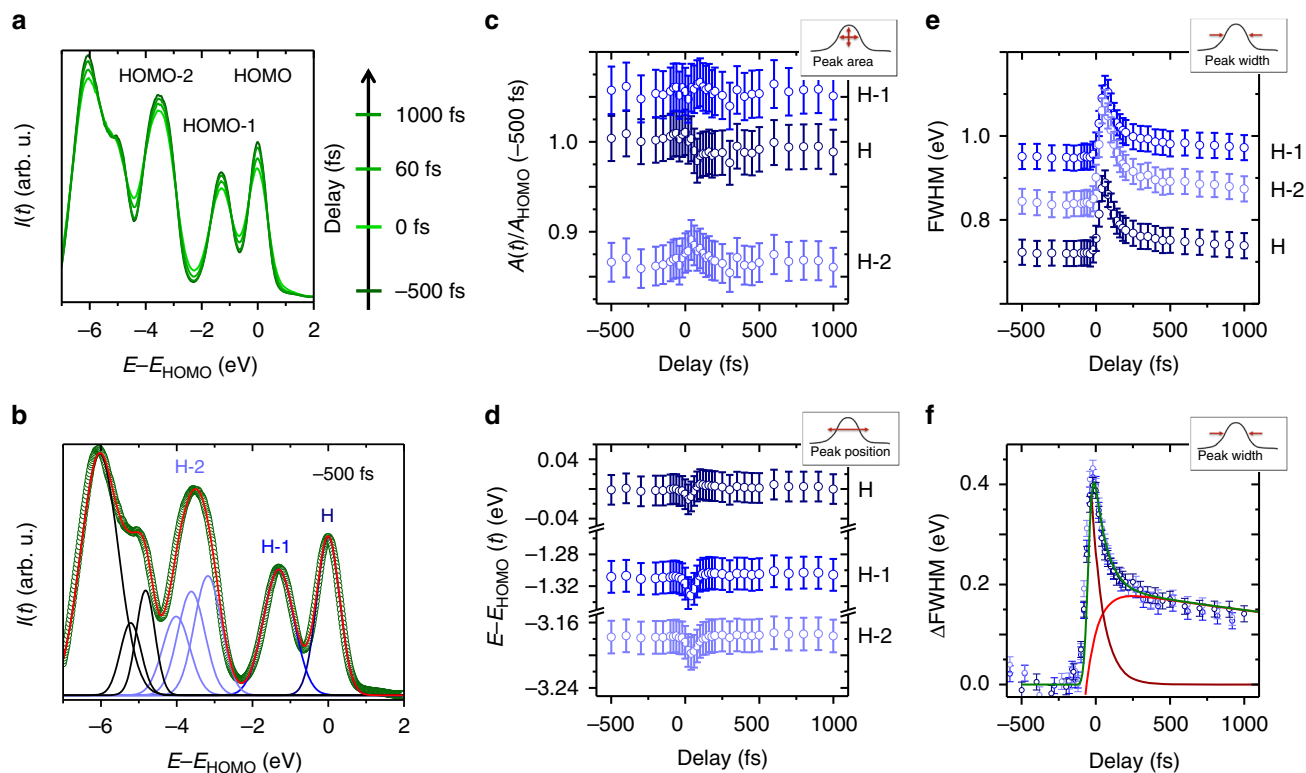 a
HOMO-2
HOMO
HOMO-1
I(t) (arb. u.)
–6
–4
–2
0
2
E–E_HOMO (eV)
Delay (fs)
1000 fs
60 fs
0 fs
–500 fs
b
H-2
–500 fs
H-1
H
I(t) (arb. u.)
–6
–4
–2
0
2
E–E_HOMO (eV)
c
Peak area
H-1
H
H-2
A(t)/A_HOMO (–500 fs)
1.0
0.9
–500
0
500
1000
Delay (fs)
d
Peak position
H
H-1
H-2
E–E_HOMO (t) (eV)
0.04
–0.04
–1.28
–1.32
–3.16
–3.24
–500
0
500
1000
Delay (fs)
e
Peak width
H-1
H-2
H
FWHM (eV)
1.0
0.8
–500
0
500
1000
Delay (fs)
f
Peak width
ΔFWHM (eV)
0.4
0.2
0.0
–500
0
500
1000
Delay (fs)